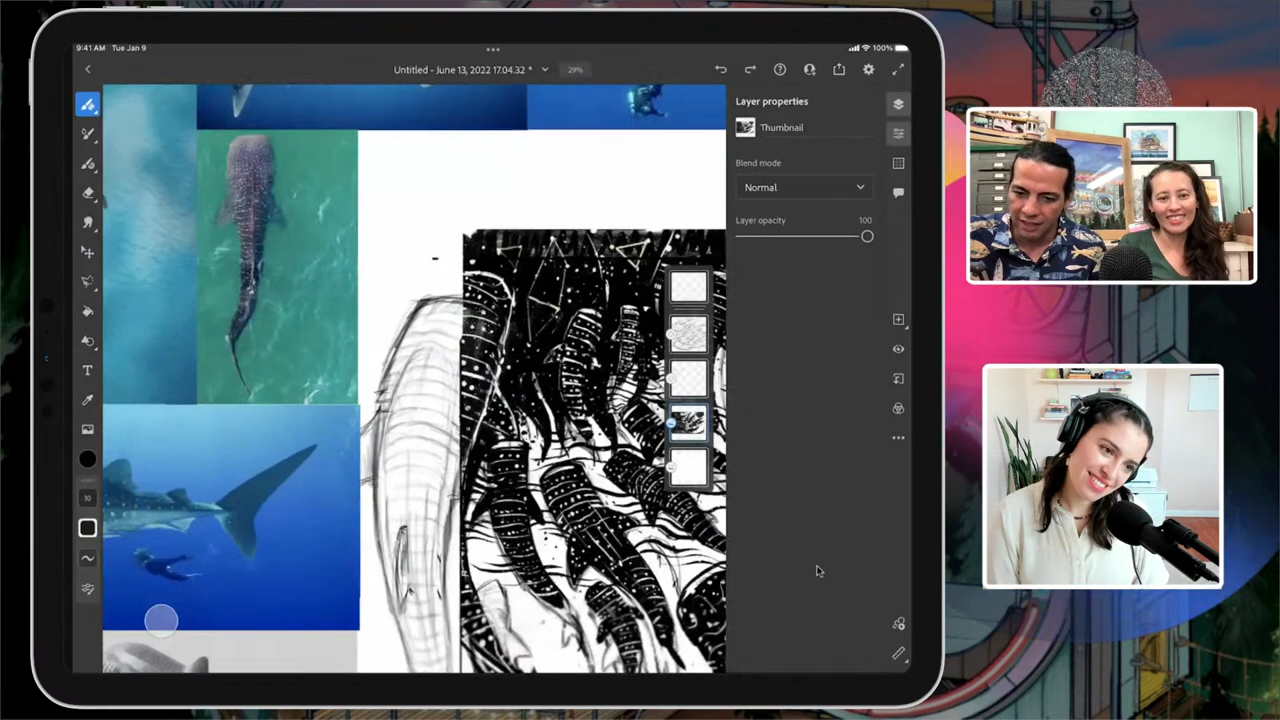 9:41 AM Tue Jan 9
100%
Untitled - June 13, 2022 17.04.32 *
29%
Layer properties
Thumbnail
Blend mode
Normal
Layer opacity
100
T
10